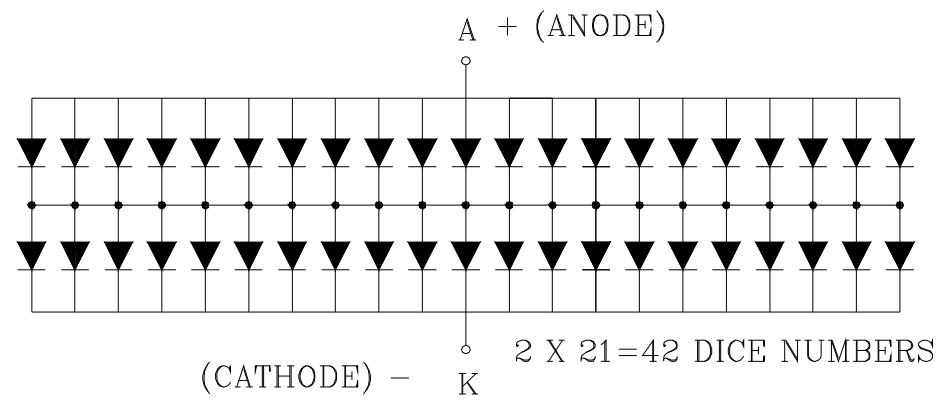 A + (ANODE)
2 X 21=42 DICE NUMBERS
(CATHODE) − K